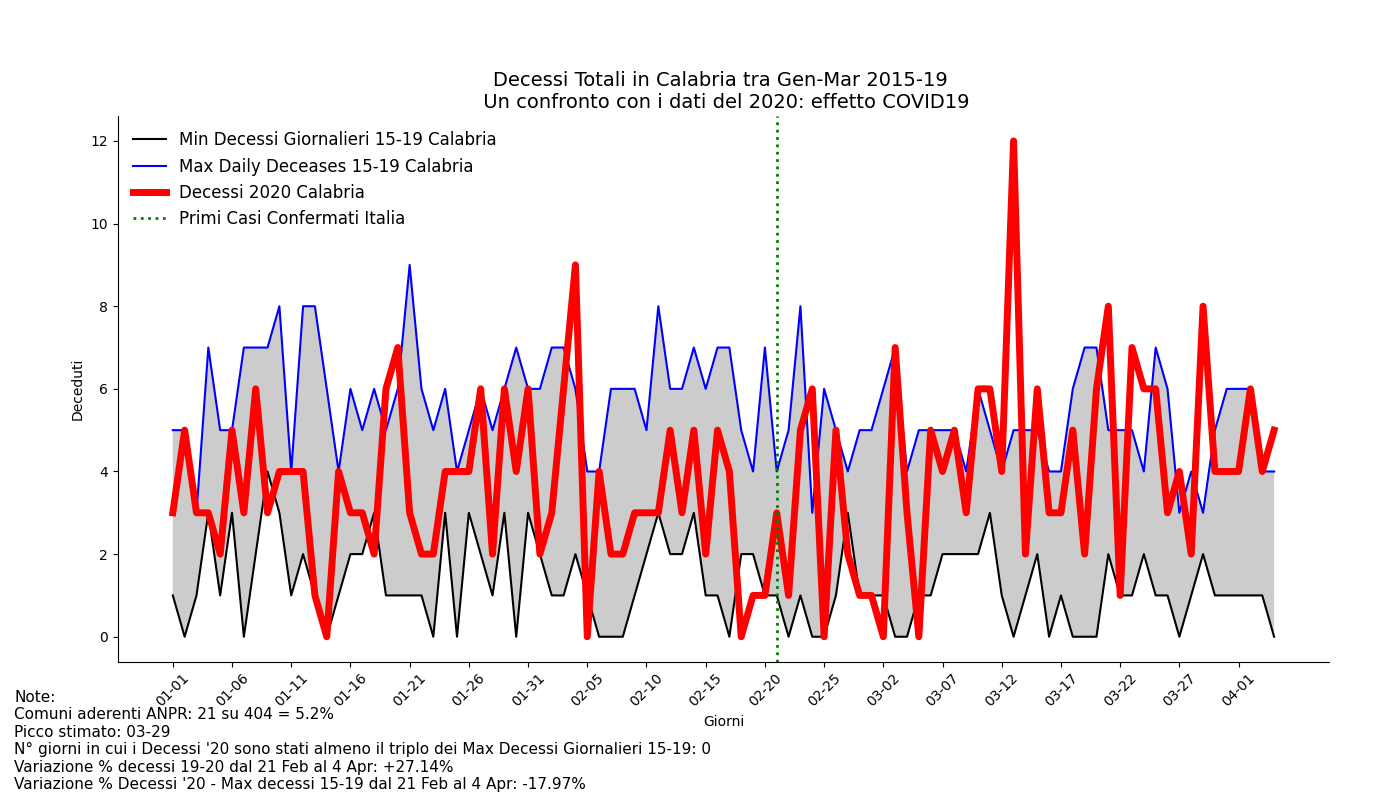 Decessi Totali in Calabria tra Gen-Mar 2015-19
Un confronto con i dati del 2020: effetto COVID19
Min Decessi Giornalieri 15-19 Calabria
Max Daily Deceases 15-19 Calabria
Decessi 2020 Calabria
Primi Casi Confermati Italia
Deceduti
12
10
8
6
4
2
0
01-01 01-06 01-11 01-16 01-21 01-26 01-31 02-05 02-10 02-15 02-20 02-25 03-02 03-07 03-12 03-17 03-22 03-27 04-01
Giorni
Note:
Comuni aderenti ANPR: 21 su 404 = 5.2%
Picco stimato: 03-29
N° giorni in cui i Decessi '20 sono stati almeno il triplo dei Max Decessi Giornalieri 15-19: 0
Variazione % decessi 19-20 dal 21 Feb al 4 Apr: +27.14%
Variazione % Decessi '20 - Max decessi 15-19 dal 21 Feb al 4 Apr: -17.97%